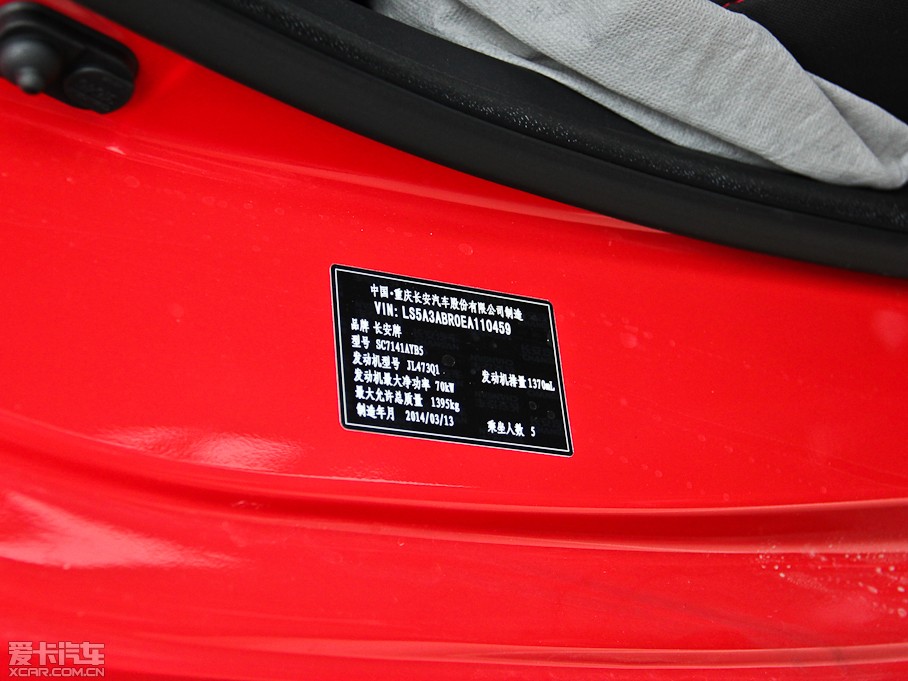 中国·重庆长安汽车股份有限公司制造
VIN: LS5A3ABR0EA110459
品牌 长安牌
型号 SC7141AYB5
发动机型号 JL473Q1 发动机排量 1370mL
发动机最大净功率 70kW
最大允许总质量 1395kg
制造年月 2014/03/13 乘坐人数 5
爱卡汽车
XCAR.COM.CN